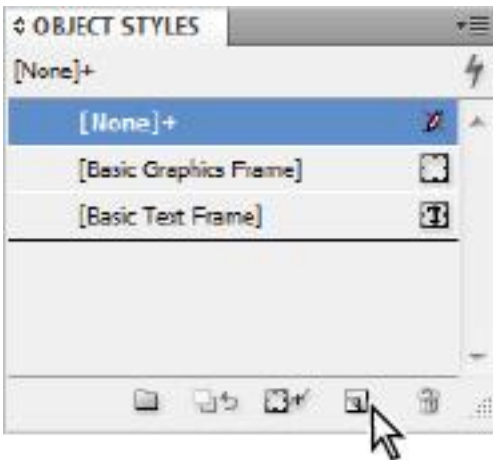 OBJECT STYLES
[None]+
[None]+
[Basic Graphics Frame]
[Basic Text Frame]